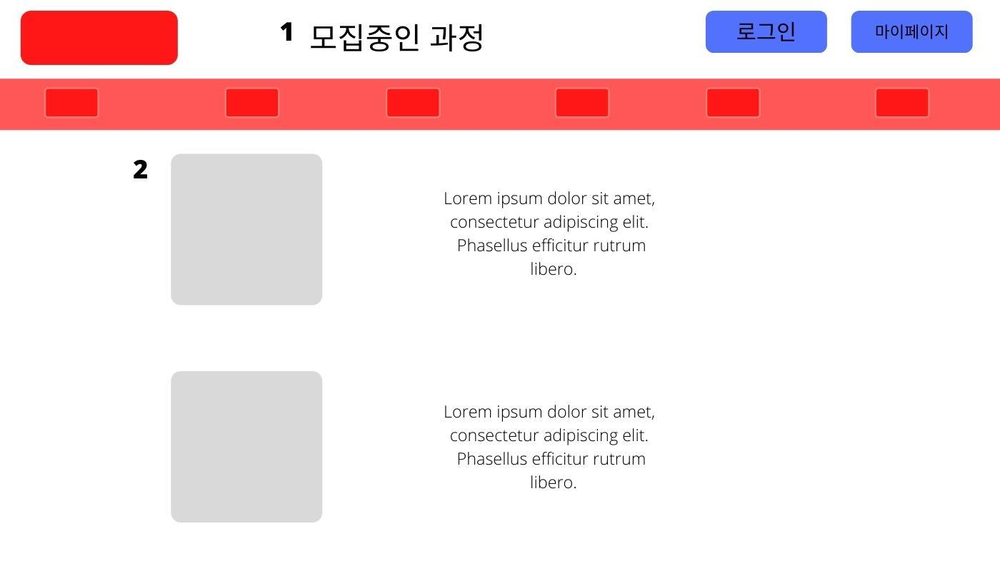 1 모집중인 과정
로그인
마이페이지
2
Lorem ipsum dolor sit amet,
consectetur adipiscing elit.
Phasellus efficitur rutrum
libero.
Lorem ipsum dolor sit amet,
consectetur adipiscing elit.
Phasellus efficitur rutrum
libero.